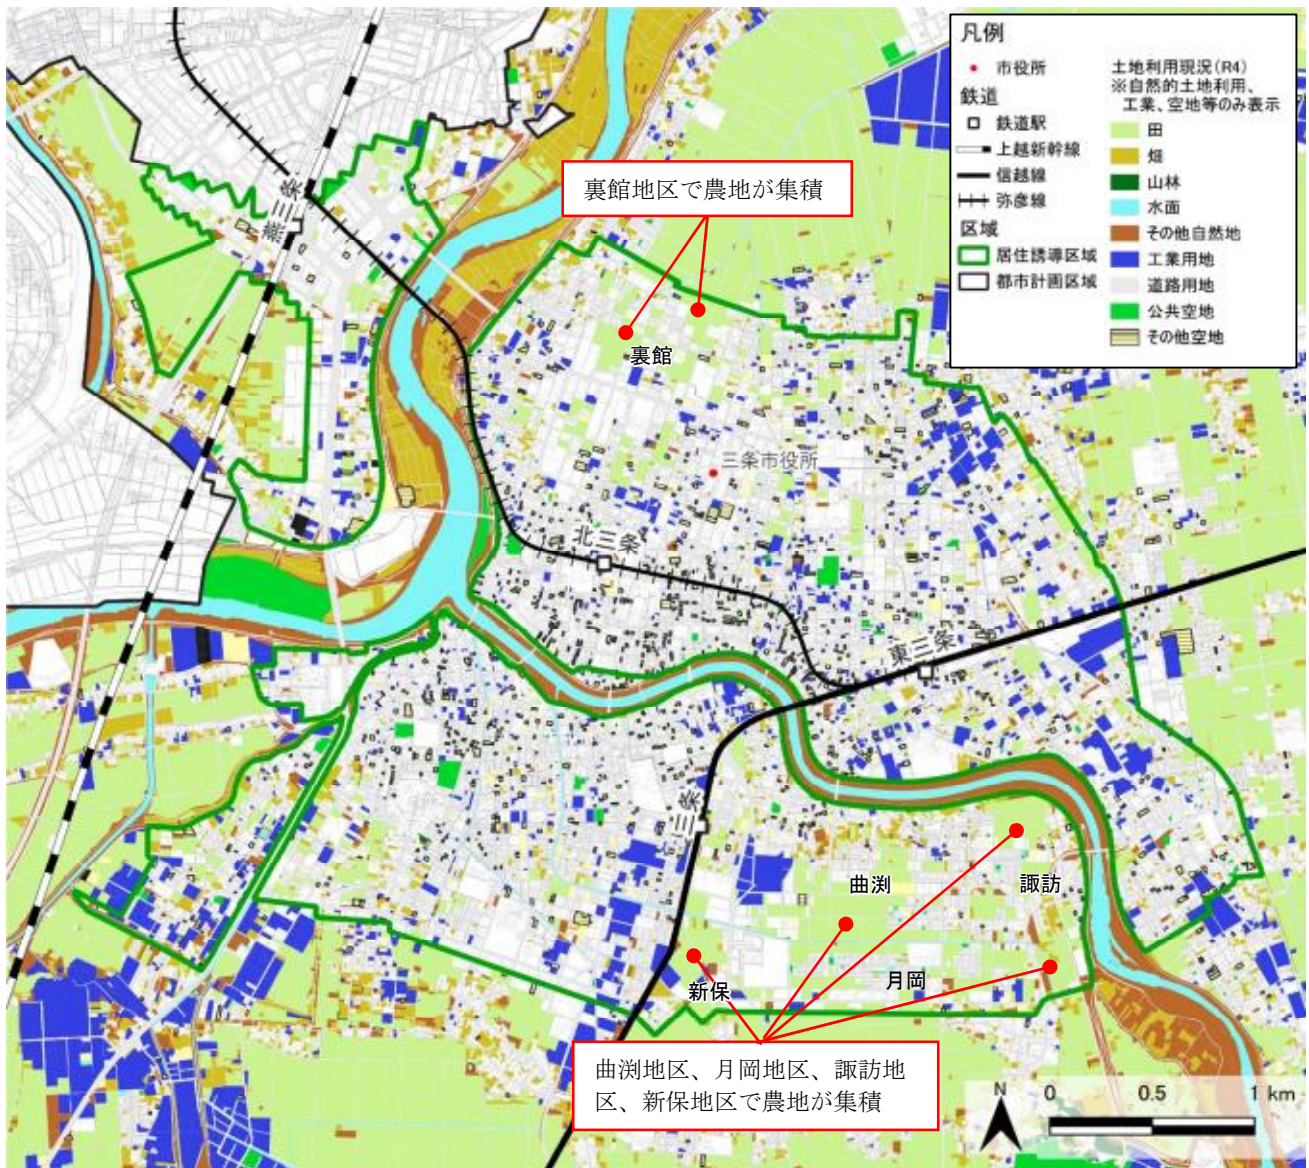 凡例
市役所
鉄道
鉄道駅
上越新幹線
信越線
弥彦線
区域
居住誘導区域
都市計画区域
土地利用現況(R4)
※自然的土地利用、
工業、空地等のみ表示
田
畑
山林
水面
その他自然地
工業用地
道路用地
公共空地
その他空地
裏館地区で農地が集積
燕三条
裏館
三条市役所
北三条
東三条
三条
曲渕
諏訪
月岡
新保
曲渕地区、月岡地区、諏訪地
区、新保地区で農地が集積
N
0 0.5 1 km